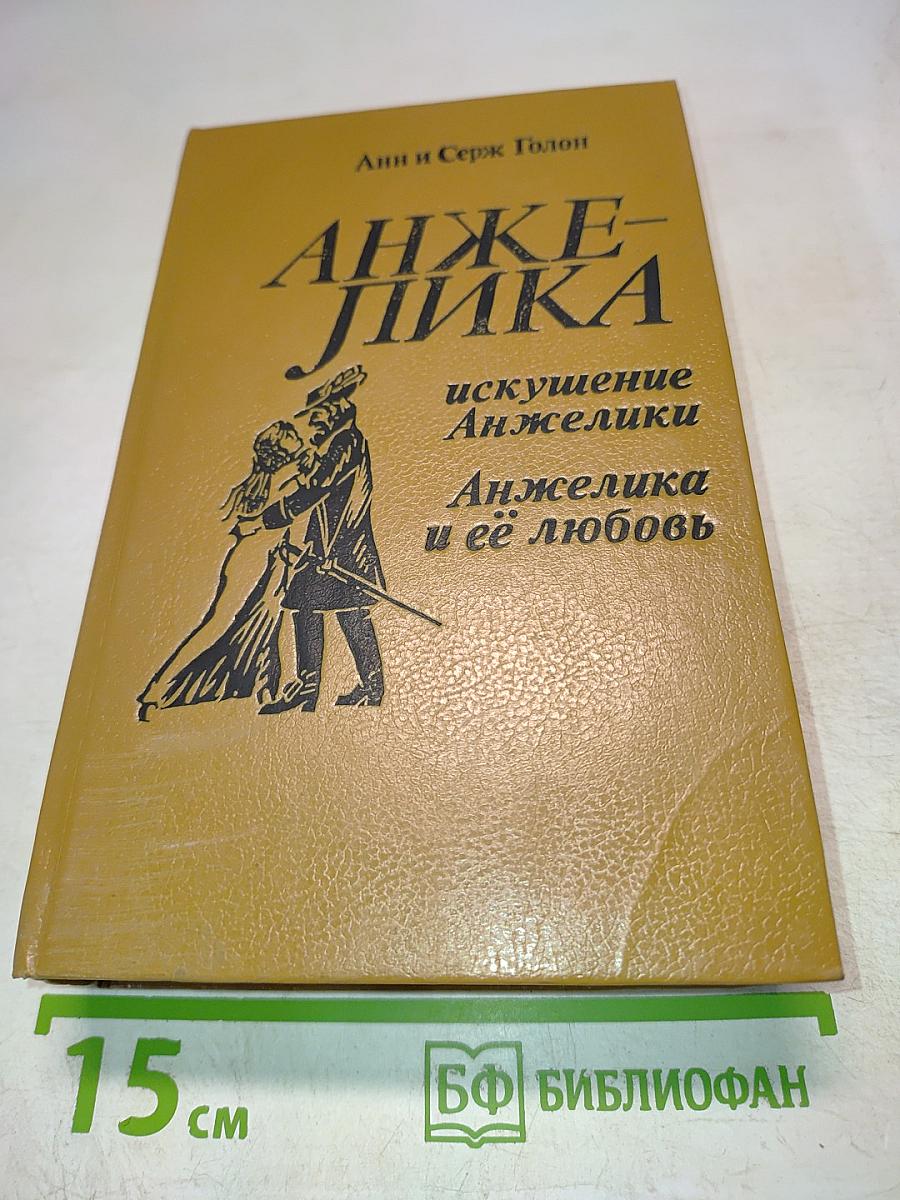 Анн и Серж Голон
АНЖЕ-
ЛИКА
искушение
Анжелики
Анжелика
и её любовь
15 см
БФ БИБЛИОФАН